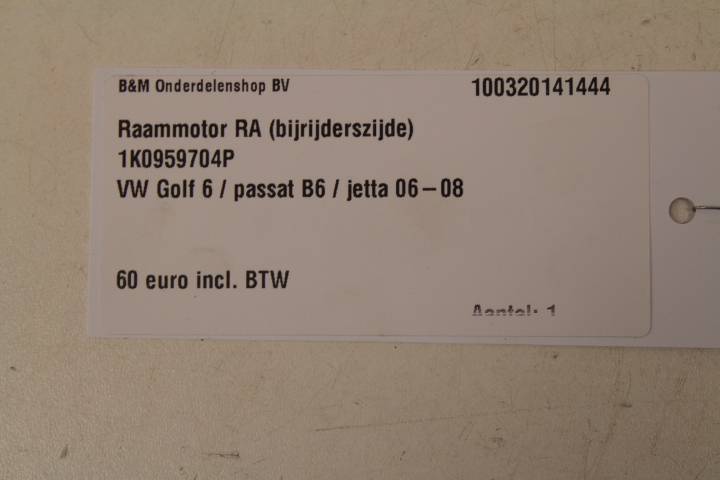 B&M Onderdelenshop BV 100320141444
Raammotor RA (bijrijderszijde)
1K0959704P
VW Golf 6 / passat B6 / jetta 06 – 08
60 euro incl. BTW
Aantal: 1